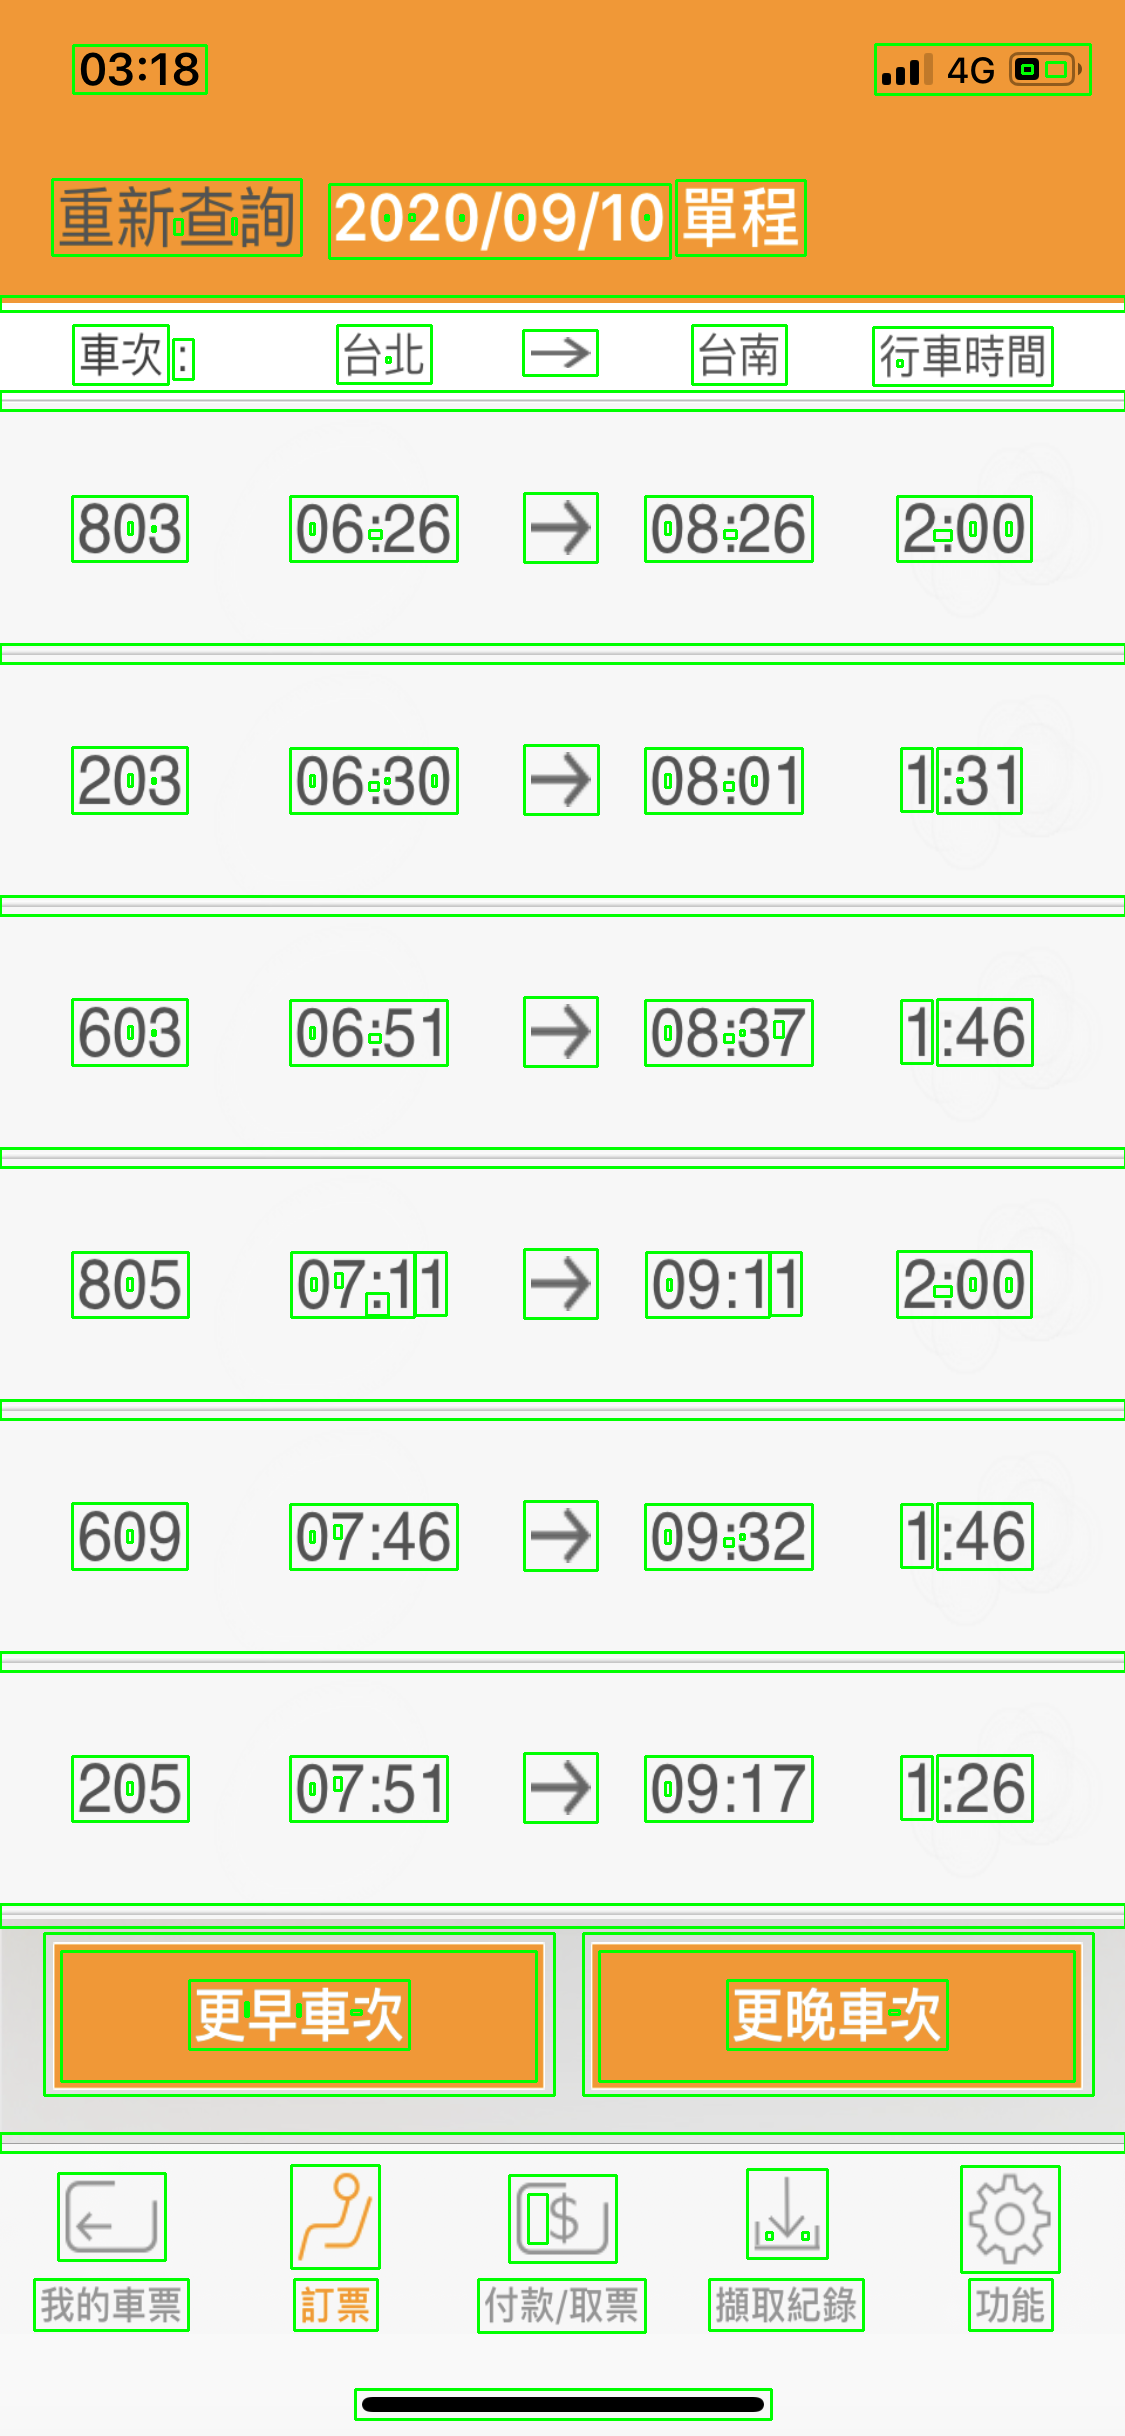 03:18 4G
重新查詢 2020/09/10 單程
車次: 台北 → 台南 行車時間
803 06:26 → 08:26 2:00
203 06:30 → 08:01 1:31
603 06:51 → 08:37 1:46
805 07:11 → 09:11 2:00
609 07:46 → 09:32 1:46
205 07:51 → 09:17 1:26
更早車次 更晚車次
我的車票 訂票 付款/取票 擷取紀錄 功能